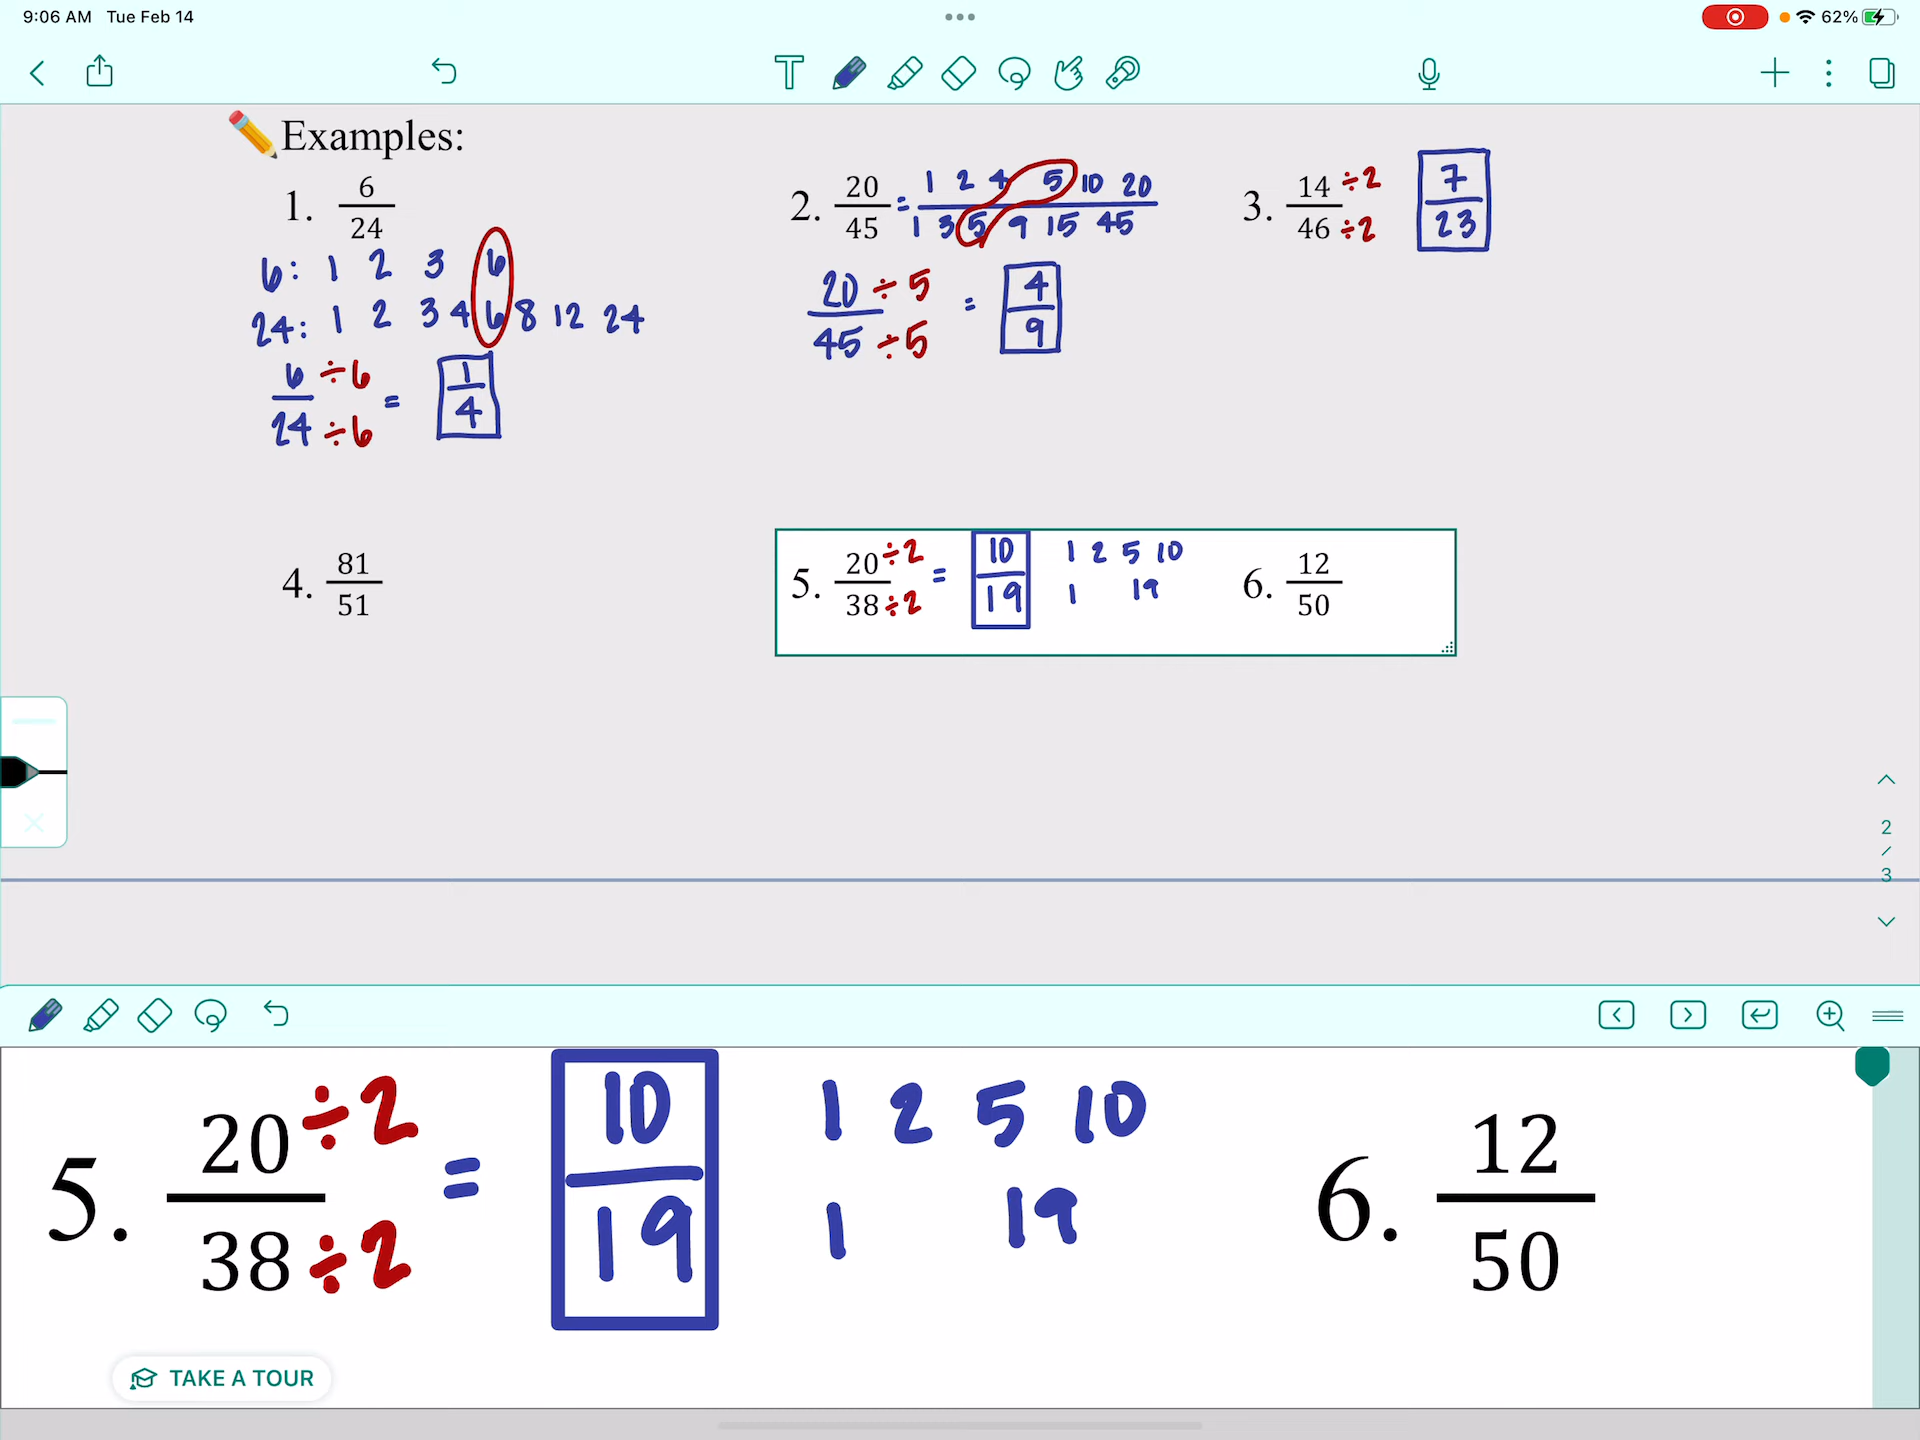 9:06 AM Tue Feb 14
62%
Examples:
1. 6/24
6: 1 2 3 6
24: 1 2 3 4 6 8 12 24
6 ÷6 / 24 ÷6 = 1/4
2. 20/45 = 1 2 4 5 10 20 / 1 3 5 9 15 45
20 ÷5 / 45 ÷5 = 4/9
3. 14 ÷2 / 46 ÷2 7/23
4. 81/51
5. 20 ÷2 / 38 ÷2 = 10/19
1 2 5 10
1 19
6. 12/50
2
/
3
5. 20 ÷2 / 38 ÷2 = 10/19
1 2 5 10
1 19
6. 12/50
TAKE A TOUR